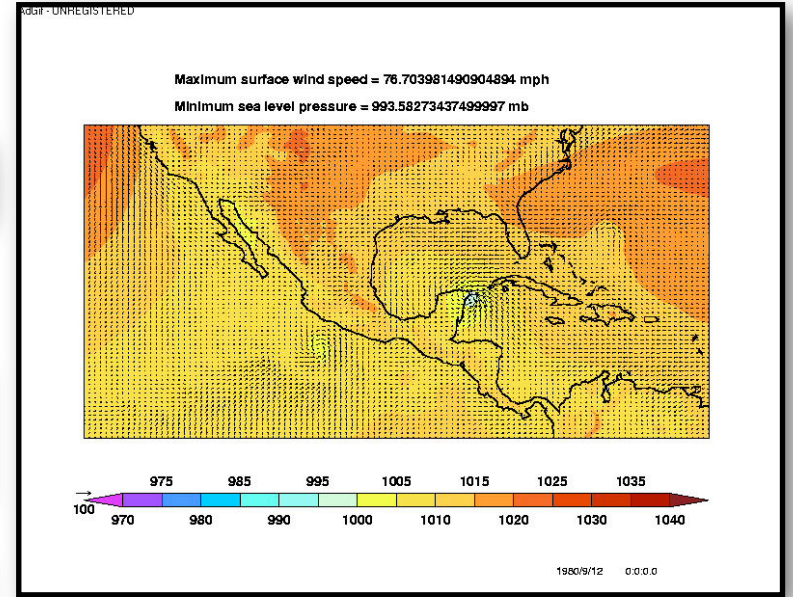 AdGif - UNREGISTERED
Maximum surface wind speed = 76.703981490904894 mph
Minimum sea level pressure = 993.58273437499997 mb
975 985 995 1005 1015 1025 1035
100 970 980 990 1000 1010 1020 1030 1040
1980/9/12 0:0:0.0